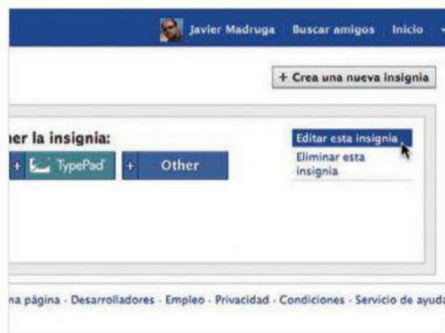 Javier Madruga Buscar amigos Inicio
+ Crea una nueva insignia
er la insignia:
Editar esta insignia
+ TypePad + Other
Eliminar esta
insignia
na página · Desarrolladores · Empleo · Privacidad · Condiciones · Servicio de ayuda